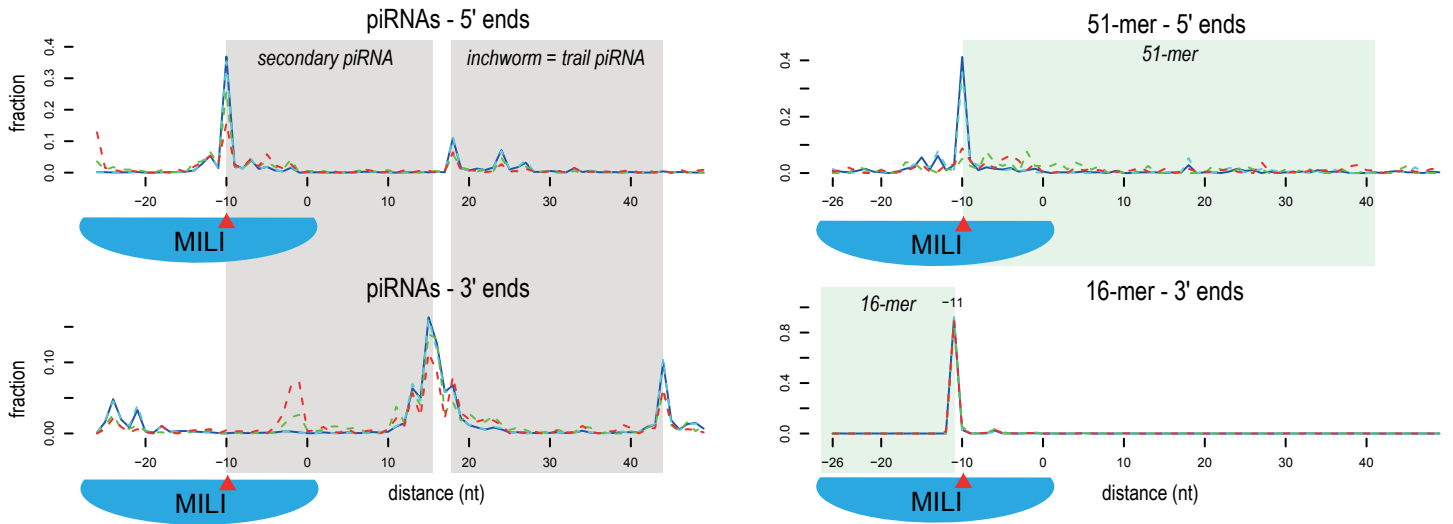 piRNAs - 5' ends
secondary piRNA
inchworm = trail piRNA
fraction
0.4
0.3
0.2
0.1
0.0
−20
−10
0
10
20
30
40
MILI
51-mer - 5' ends
51-mer
0.4
0.2
0.0
−26
−20
−10
0
10
20
30
40
MILI
piRNAs - 3' ends
fraction
0.10
0.00
−20
−10
0
10
20
30
40
distance (nt)
MILI
16-mer - 3' ends
16-mer
−11
0.8
0.4
0.0
−26
−20
−10
0
10
20
30
40
distance (nt)
MILI